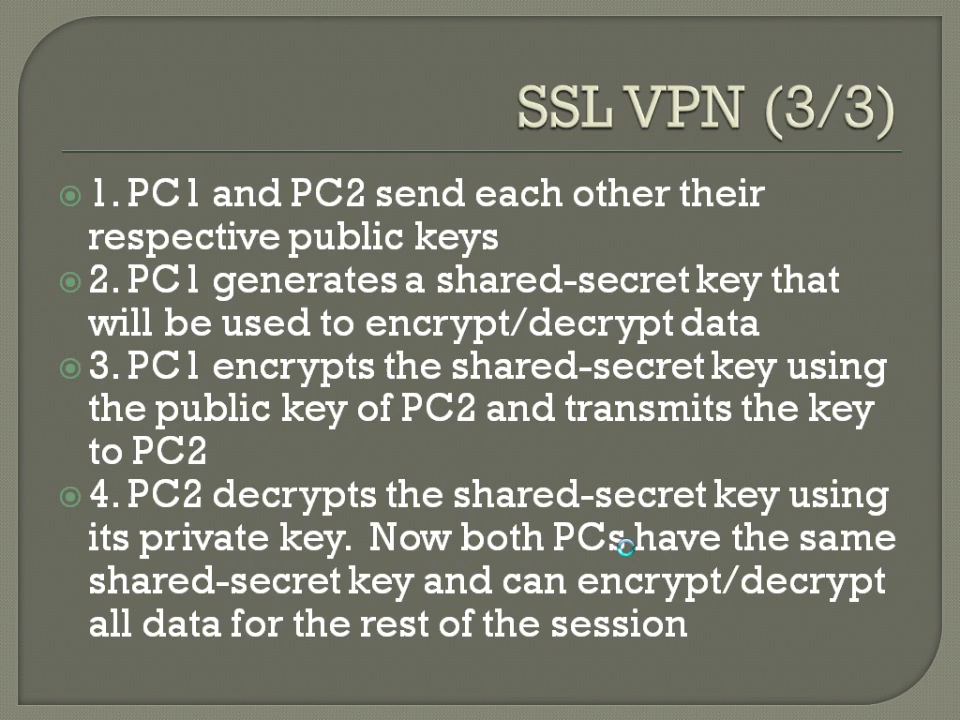 SSL VPN (3/3)
1. PC1 and PC2 send each other their
respective public keys
2. PC1 generates a shared-secret key that
will be used to encrypt/decrypt data
3. PC1 encrypts the shared-secret key using
the public key of PC2 and transmits the key
to PC2
4. PC2 decrypts the shared-secret key using
its private key.  Now both PCs have the same
shared-secret key and can encrypt/decrypt
all data for the rest of the session